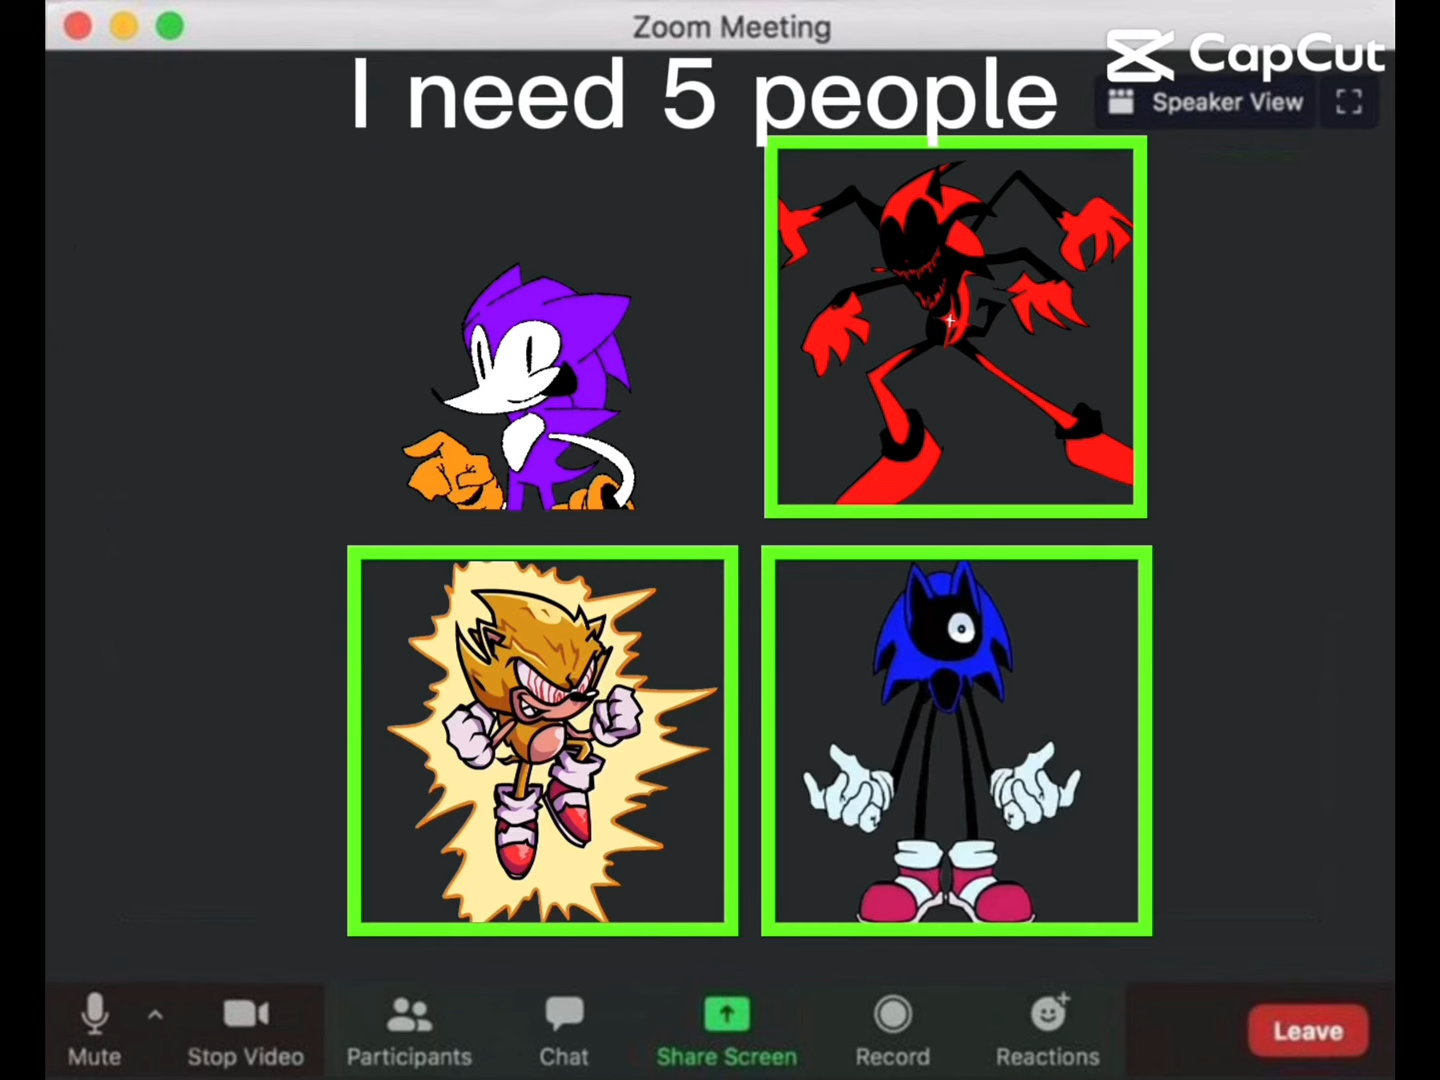 Zoom Meeting
CapCut
I need 5 people
Speaker View
Mute
Stop Video
Participants
Chat
Share Screen
Record
Reactions
Leave